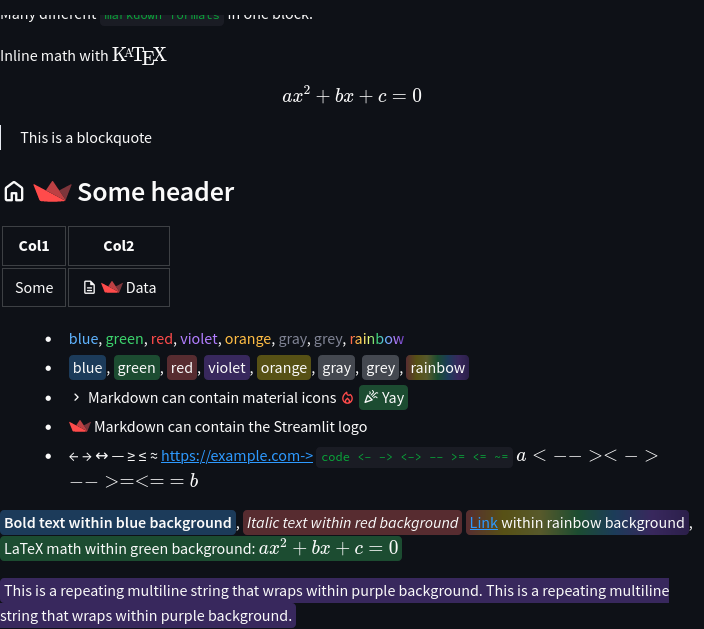 Many different markdown formats in one block.
Inline math with KATEX
ax² + bx + c = 0
This is a blockquote
Some header
Col1 Col2
Some Data
blue, green, red, violet, orange, gray, grey, rainbow
blue , green , red , violet , orange , gray , grey , rainbow
Markdown can contain material icons Yay
Markdown can contain the Streamlit logo
← → ↔ — ≥ ≤ ≈ https://example.com-> code <- -> <-> -- >= <= ~= a < −− >< − >
−− >=<= = b
Bold text within blue background , Italic text within red background Link within rainbow background ,
LaTeX math within green background: ax² + bx + c = 0
This is a repeating multiline string that wraps within purple background. This is a repeating multiline
string that wraps within purple background.